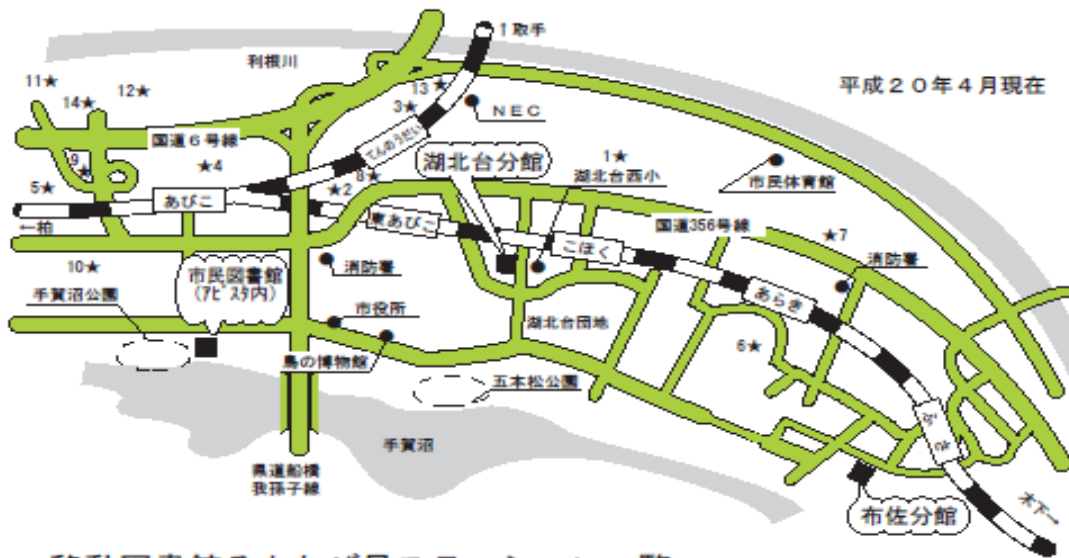 ↑取手
利根川
平成20年4月現在
11★
12★
14★
13★
3★
NEC
国道6号線
てんのうだい
9★
★4
湖北台分館
1★
湖北台西小
市民体育館
5★
8★
★2
あびこ
←柏
東あびこ
国道356号線
こほく
★7
消防署
10★
市民図書館
(アビスタ内)
消防署
手賀沼公園
あらき
市役所
湖北台団地
6★
鳥の博物館
五本松公園
ふさ
手賀沼
県道船橋
我孫子線
布佐分館
木下→